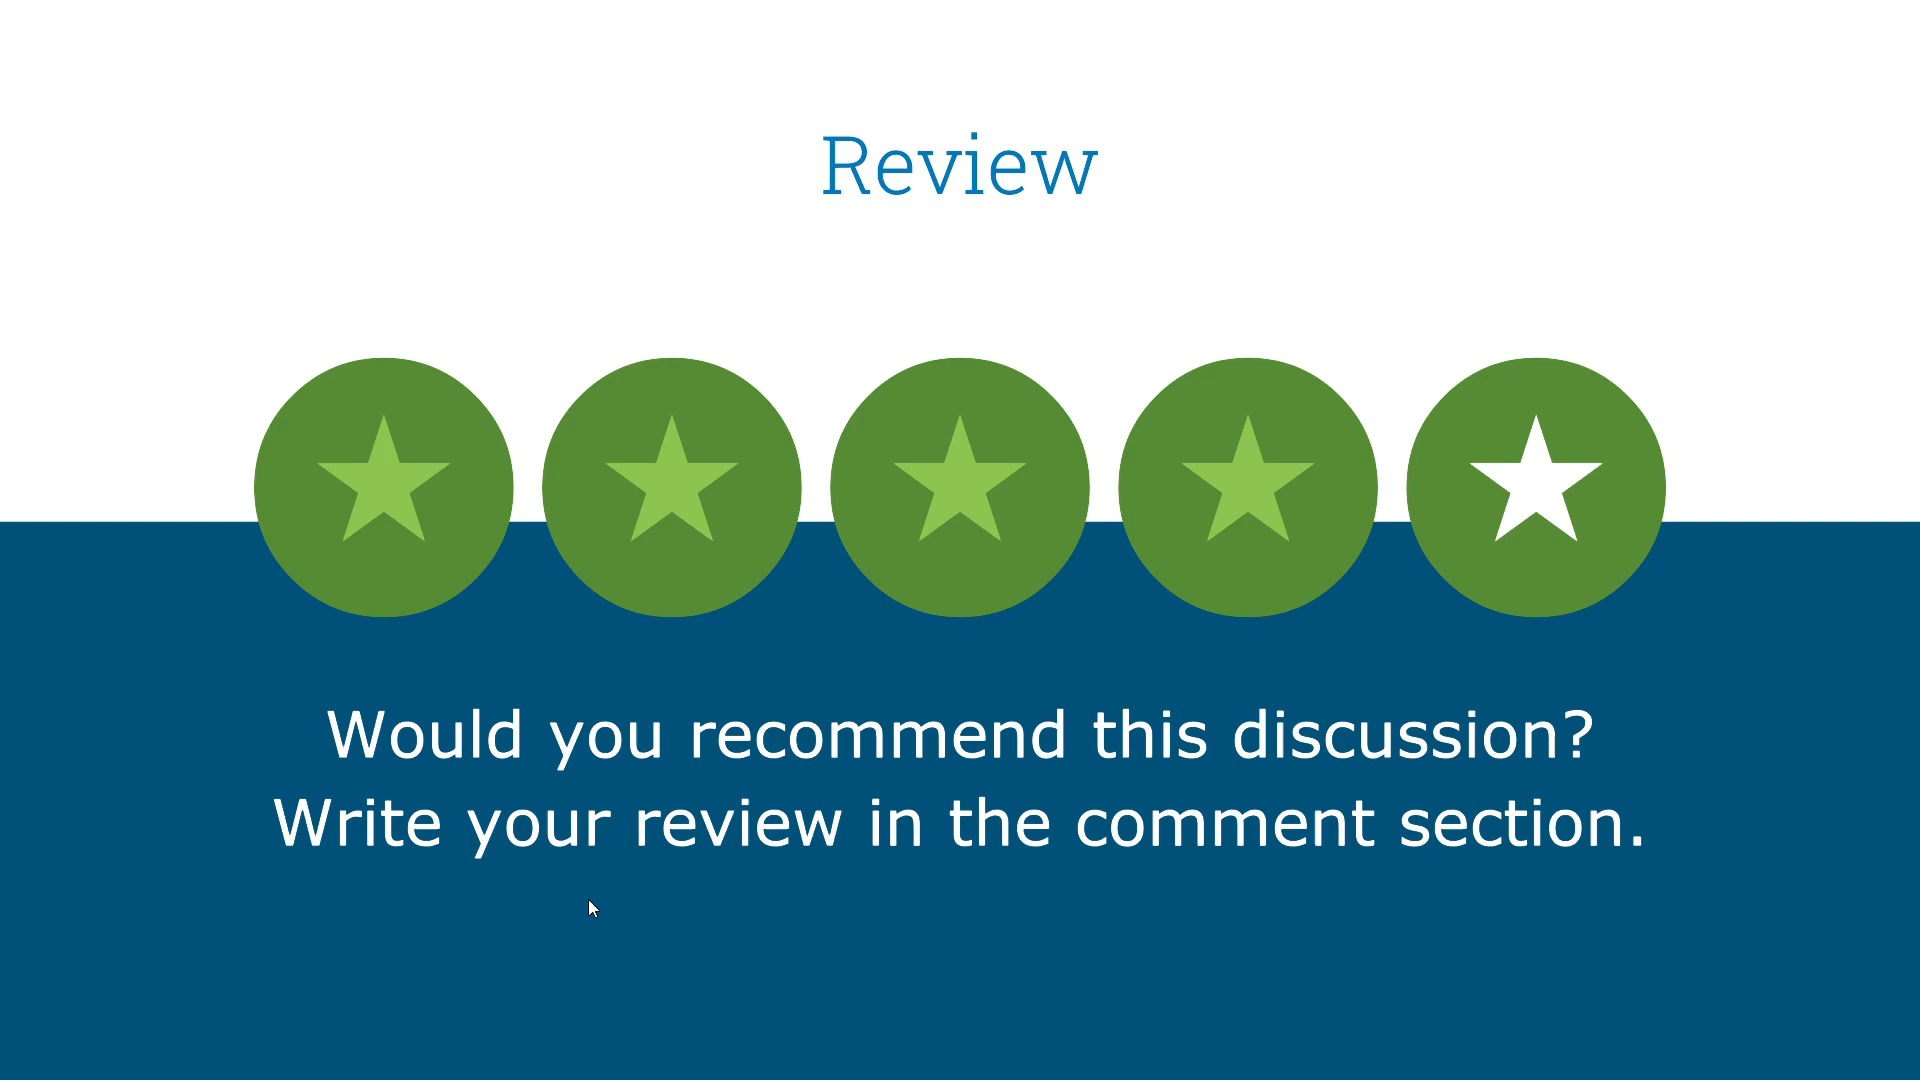 Review
Would you recommend this discussion?
Write your review in the comment section.